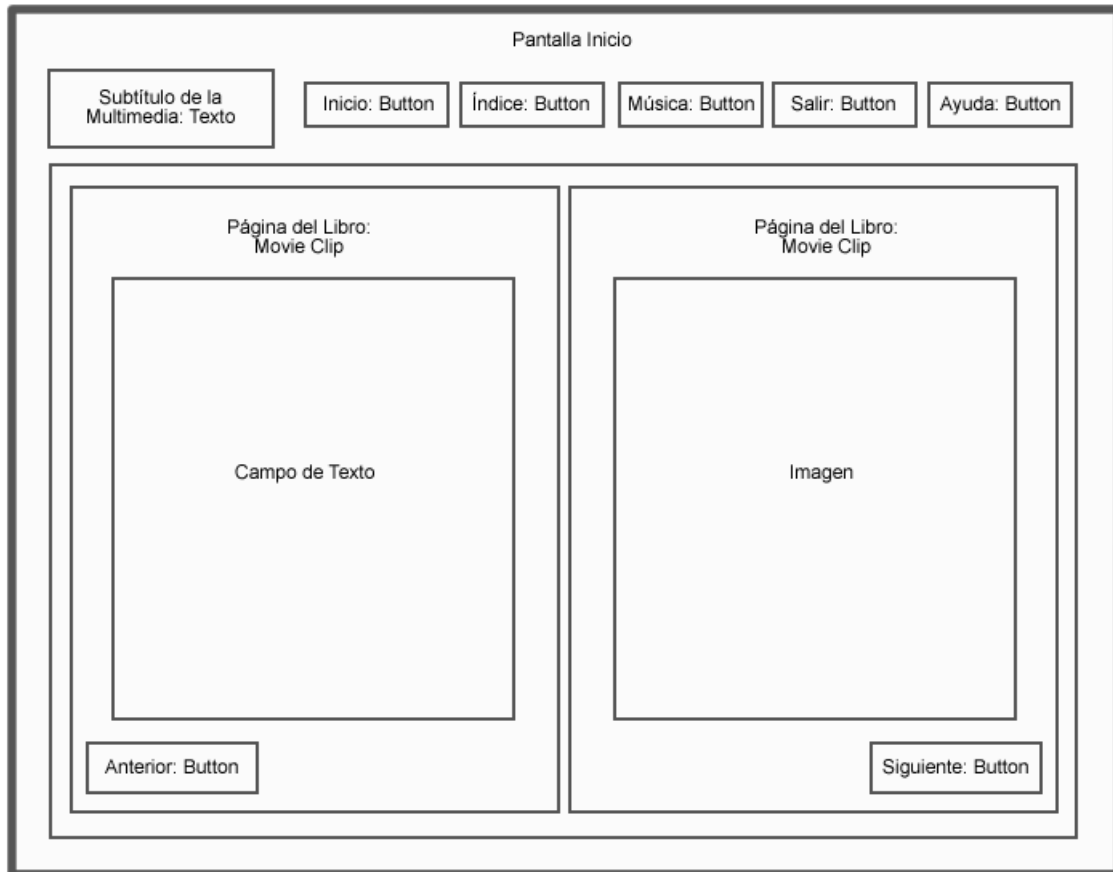 Pantalla Inicio
Subtítulo de la
Multimedia: Texto
Inicio: Button
Índice: Button
Música: Button
Salir: Button
Ayuda: Button
Página del Libro:
Movie Clip
Campo de Texto
Anterior: Button
Página del Libro:
Movie Clip
Imagen
Siguiente: Button